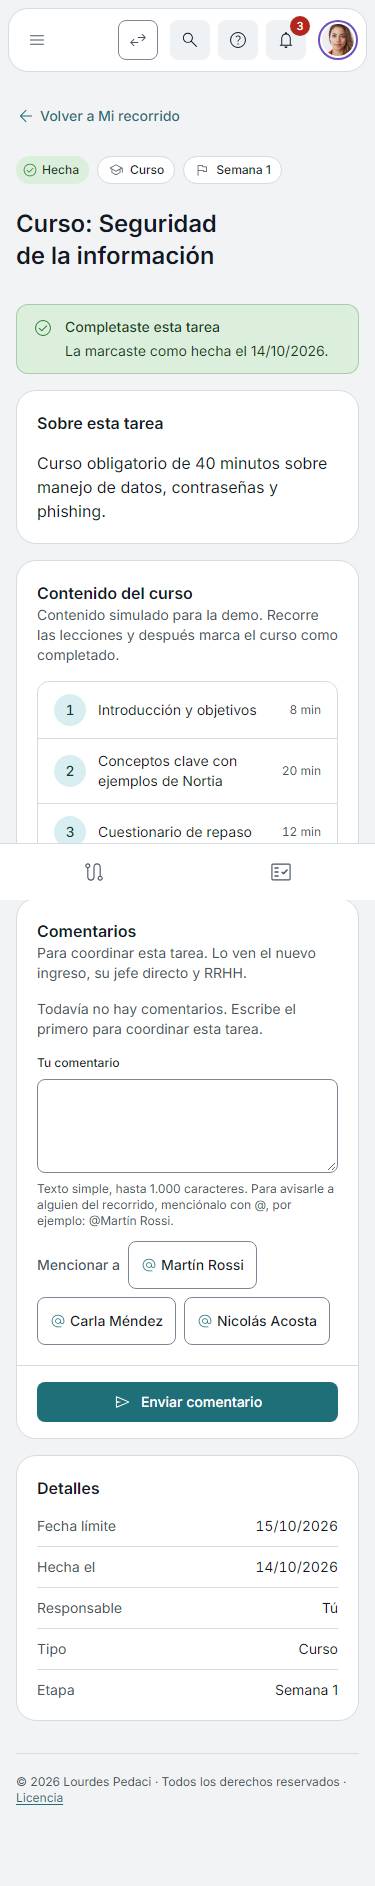 3
Volver a Mi recorrido
Hecha
Curso
Semana 1
Curso: Seguridad
de la información
Completaste esta tarea
La marcaste como hecha el 14/10/2026.
Sobre esta tarea
Curso obligatorio de 40 minutos sobre
manejo de datos, contraseñas y
phishing.
Contenido del curso
Contenido simulado para la demo. Recorre
las lecciones y después marca el curso como
completado.
1 Introducción y objetivos 8 min
2 Conceptos clave con
ejemplos de Nortia 20 min
3 Cuestionario de repaso 12 min
Comentarios
Para coordinar esta tarea. Lo ven el nuevo
ingreso, su jefe directo y RRHH.
Todavía no hay comentarios. Escribe el
primero para coordinar esta tarea.
Tu comentario
Texto simple, hasta 1.000 caracteres. Para avisarle a
alguien del recorrido, menciónalo con @, por
ejemplo: @Martín Rossi.
Mencionar a @ Martín Rossi
@ Carla Méndez @ Nicolás Acosta
Enviar comentario
Detalles
Fecha límite 15/10/2026
Hecha el 14/10/2026
Responsable Tú
Tipo Curso
Etapa Semana 1
© 2026 Lourdes Pedaci · Todos los derechos reservados ·
Licencia